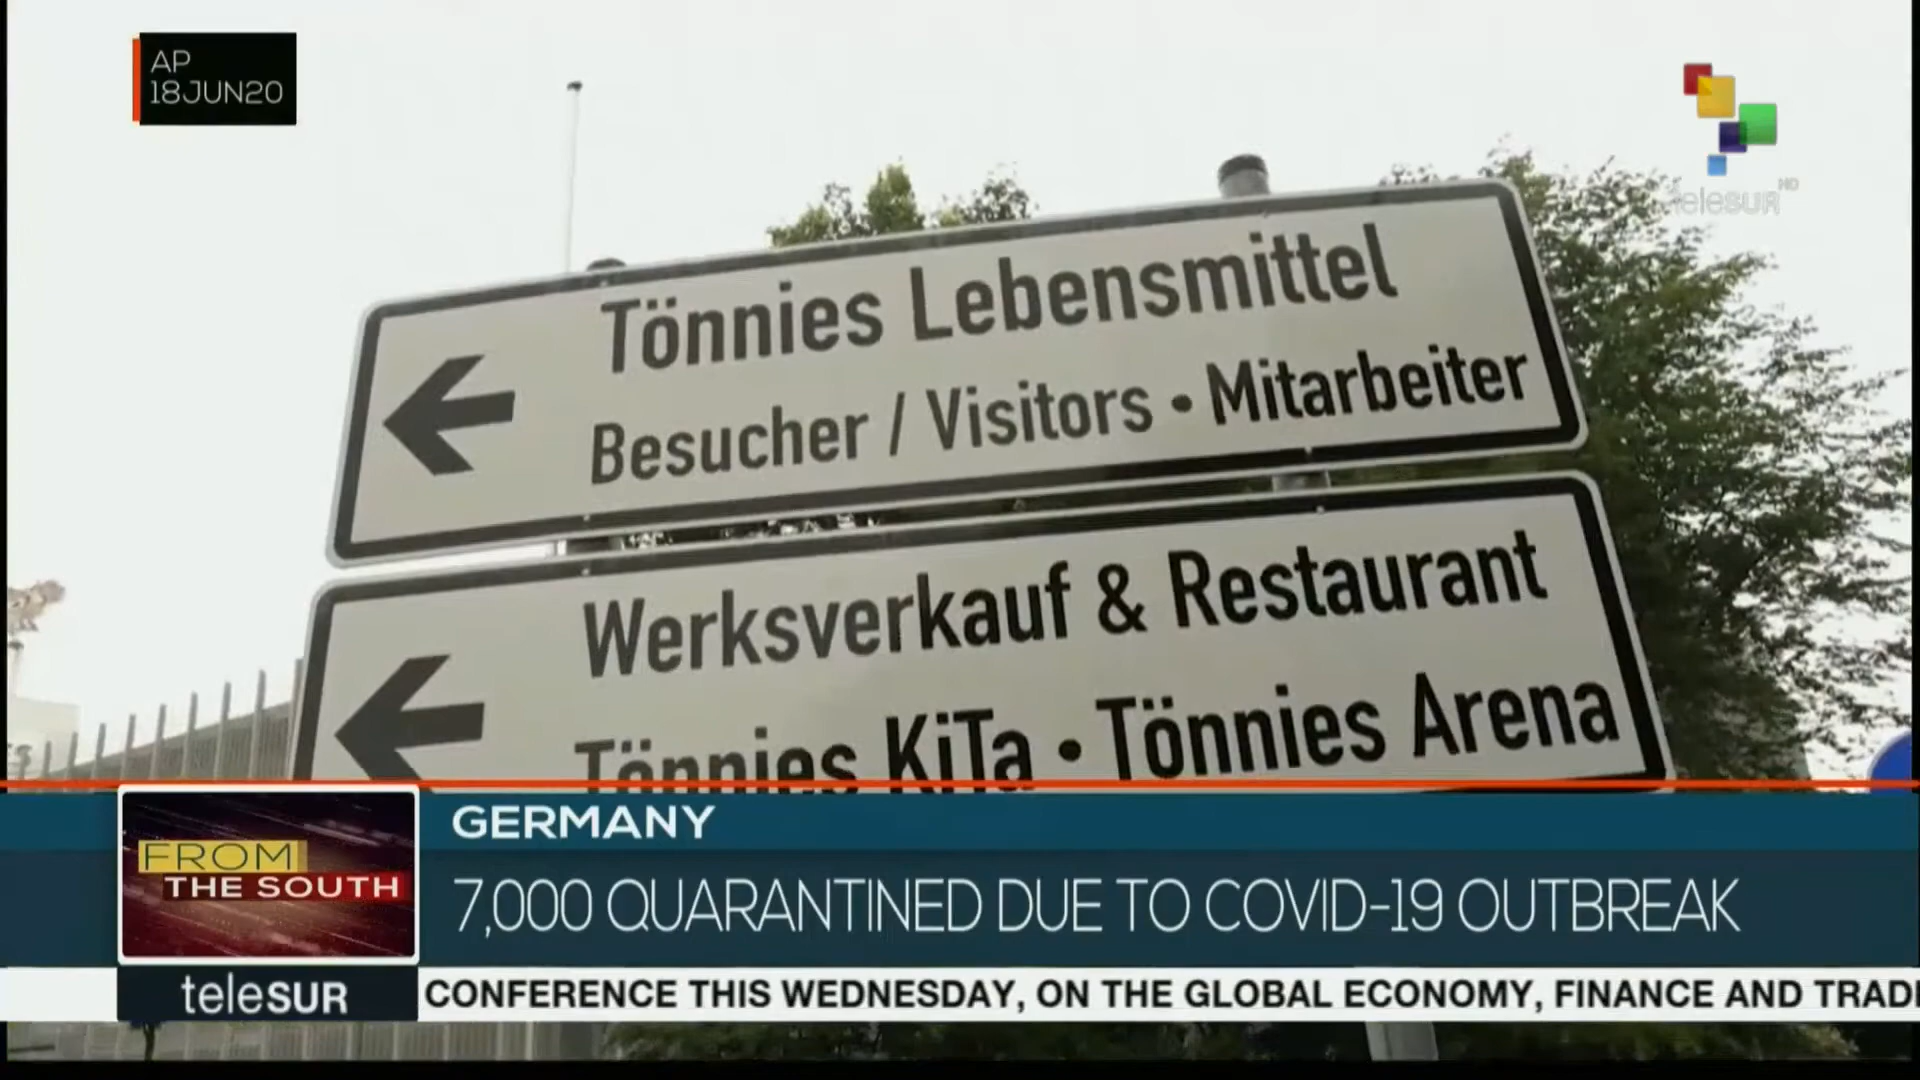 AP
18JUN20
telesur HD
Tönnies Lebensmittel
Besucher / Visitors • Mitarbeiter
Werksverkauf & Restaurant
Tönnies KiTa • Tönnies Arena
GERMANY
FROM
THE SOUTH
7,000 QUARANTINED DUE TO COVID-19 OUTBREAK
teleSUR
CONFERENCE THIS WEDNESDAY, ON THE GLOBAL ECONOMY, FINANCE AND TRAD